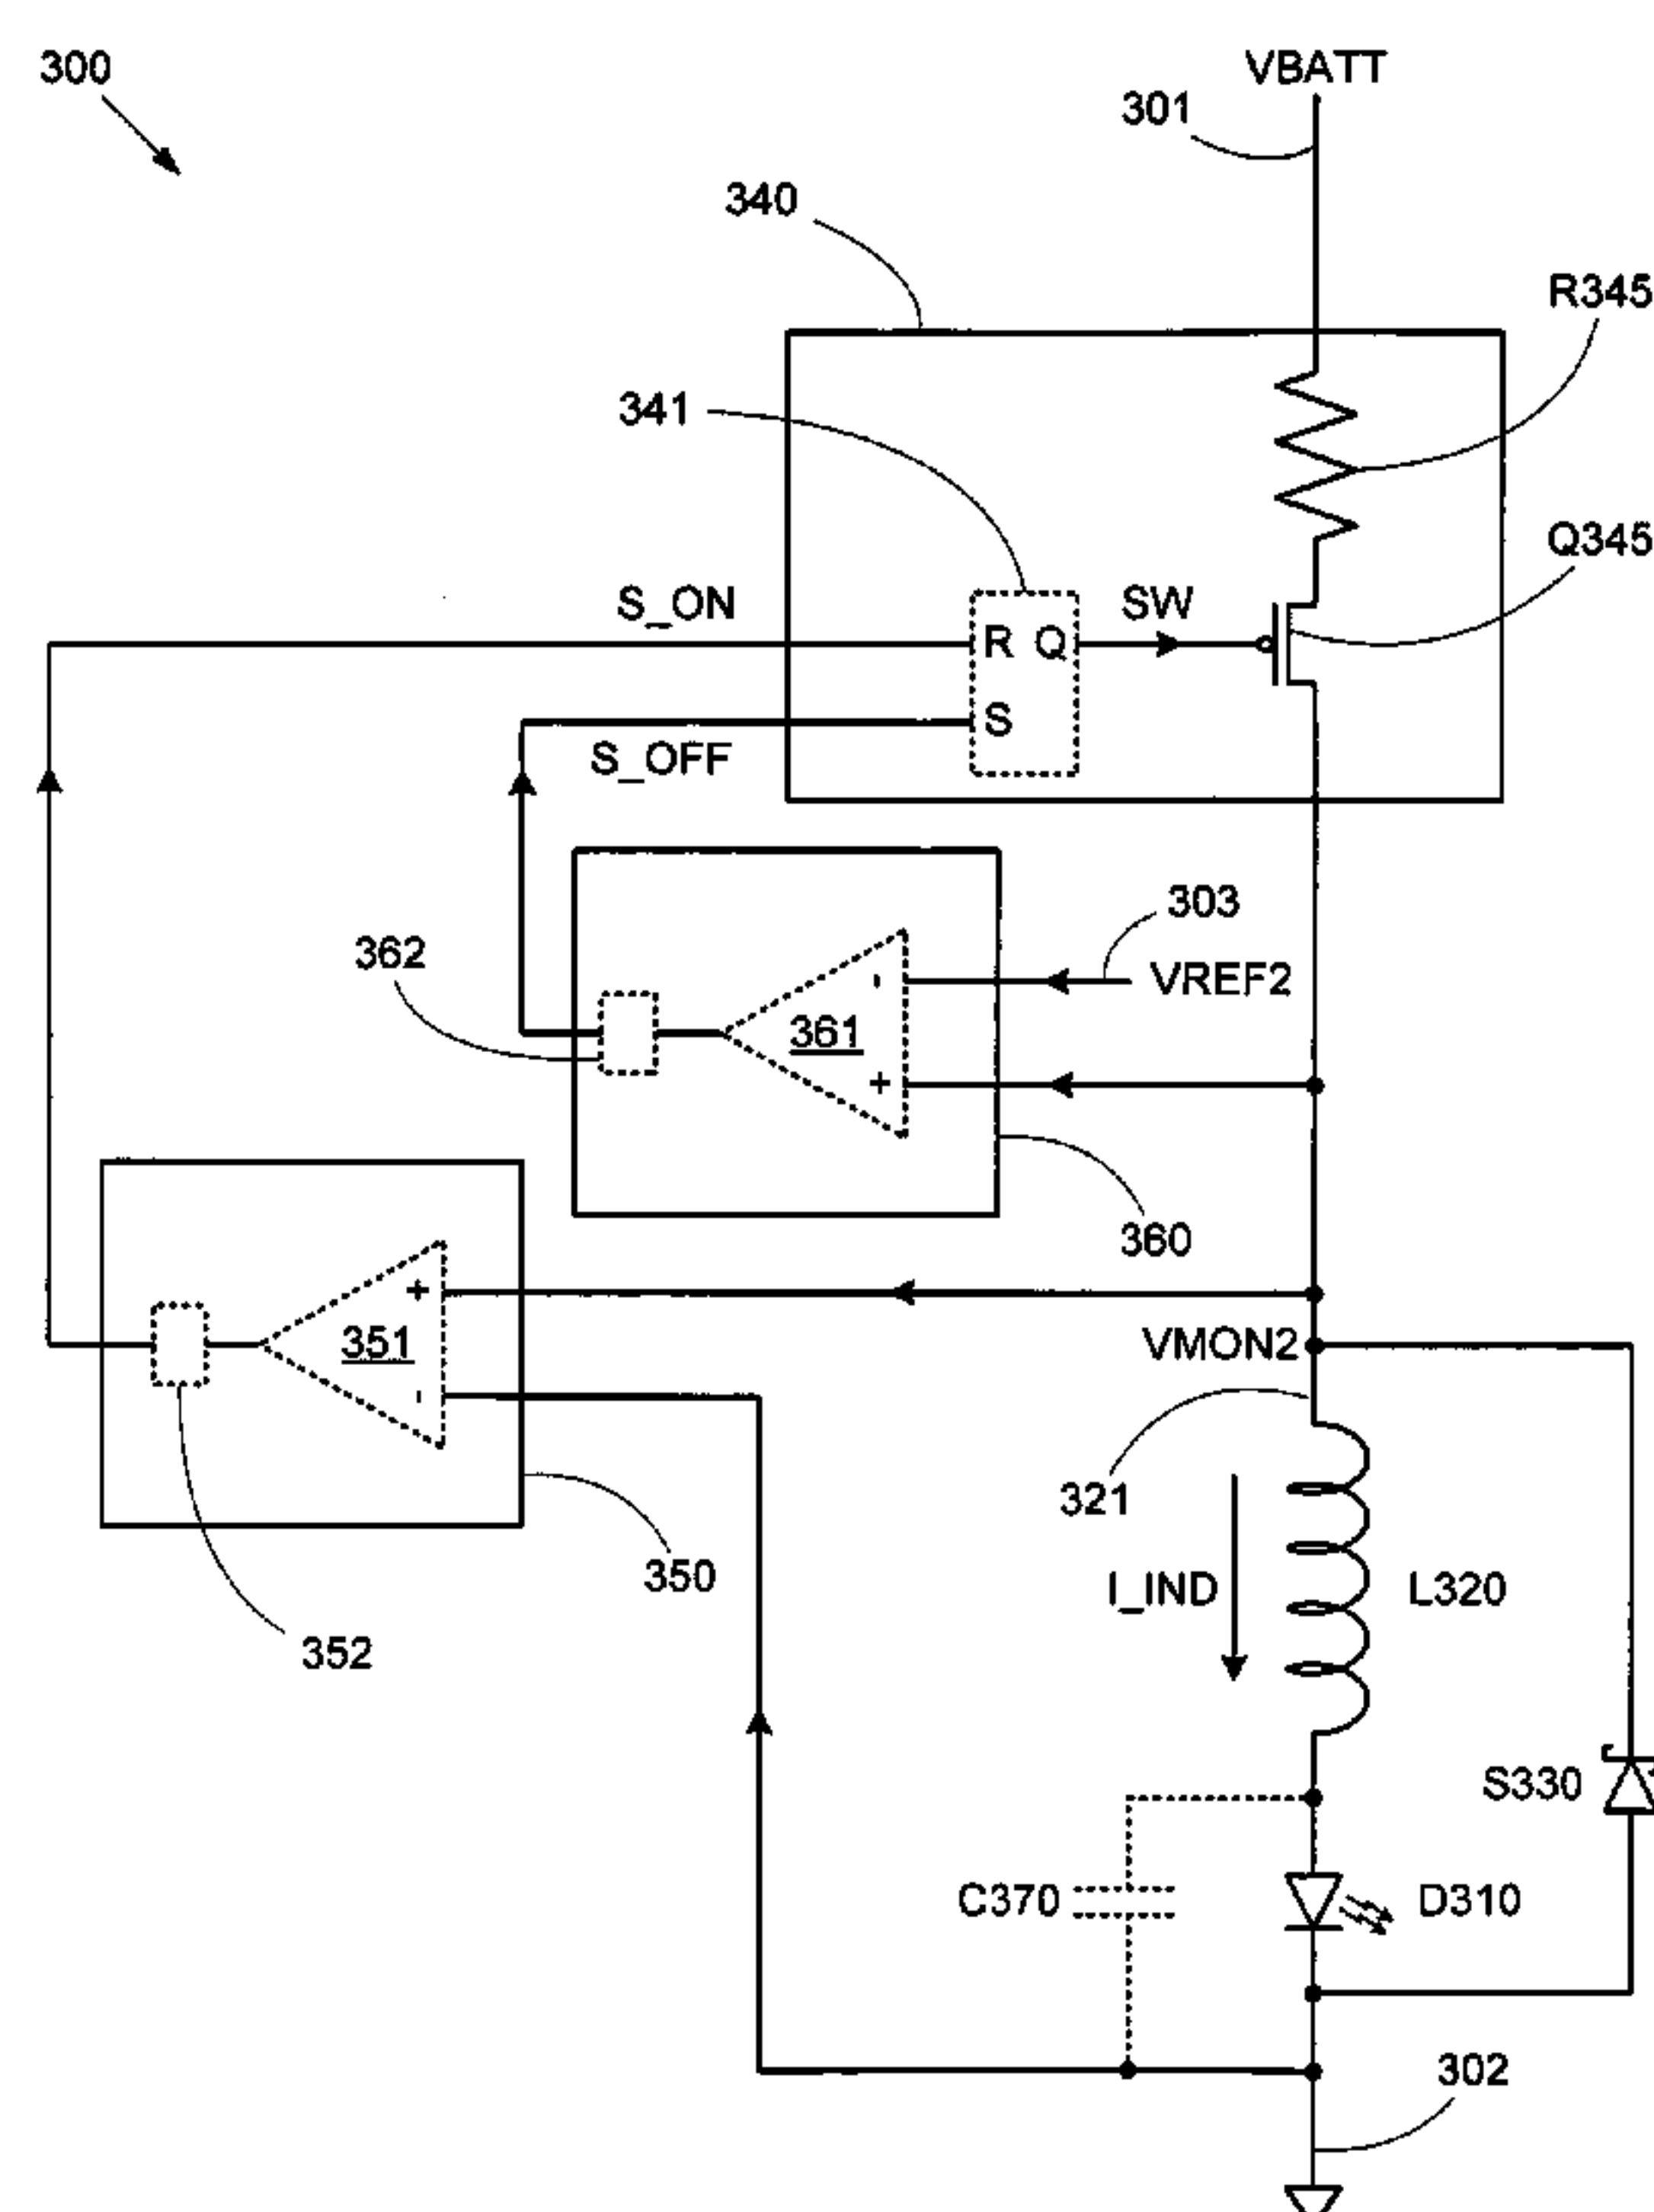 300
VBATT
301
340
R345
341
Q345
S_ON
SW
R Q
S
S_OFF
303
362
VREF2
-
361
+
360
+
351
VMON2
-
321
350
I_IND
L320
352
S330
C370
D310
302